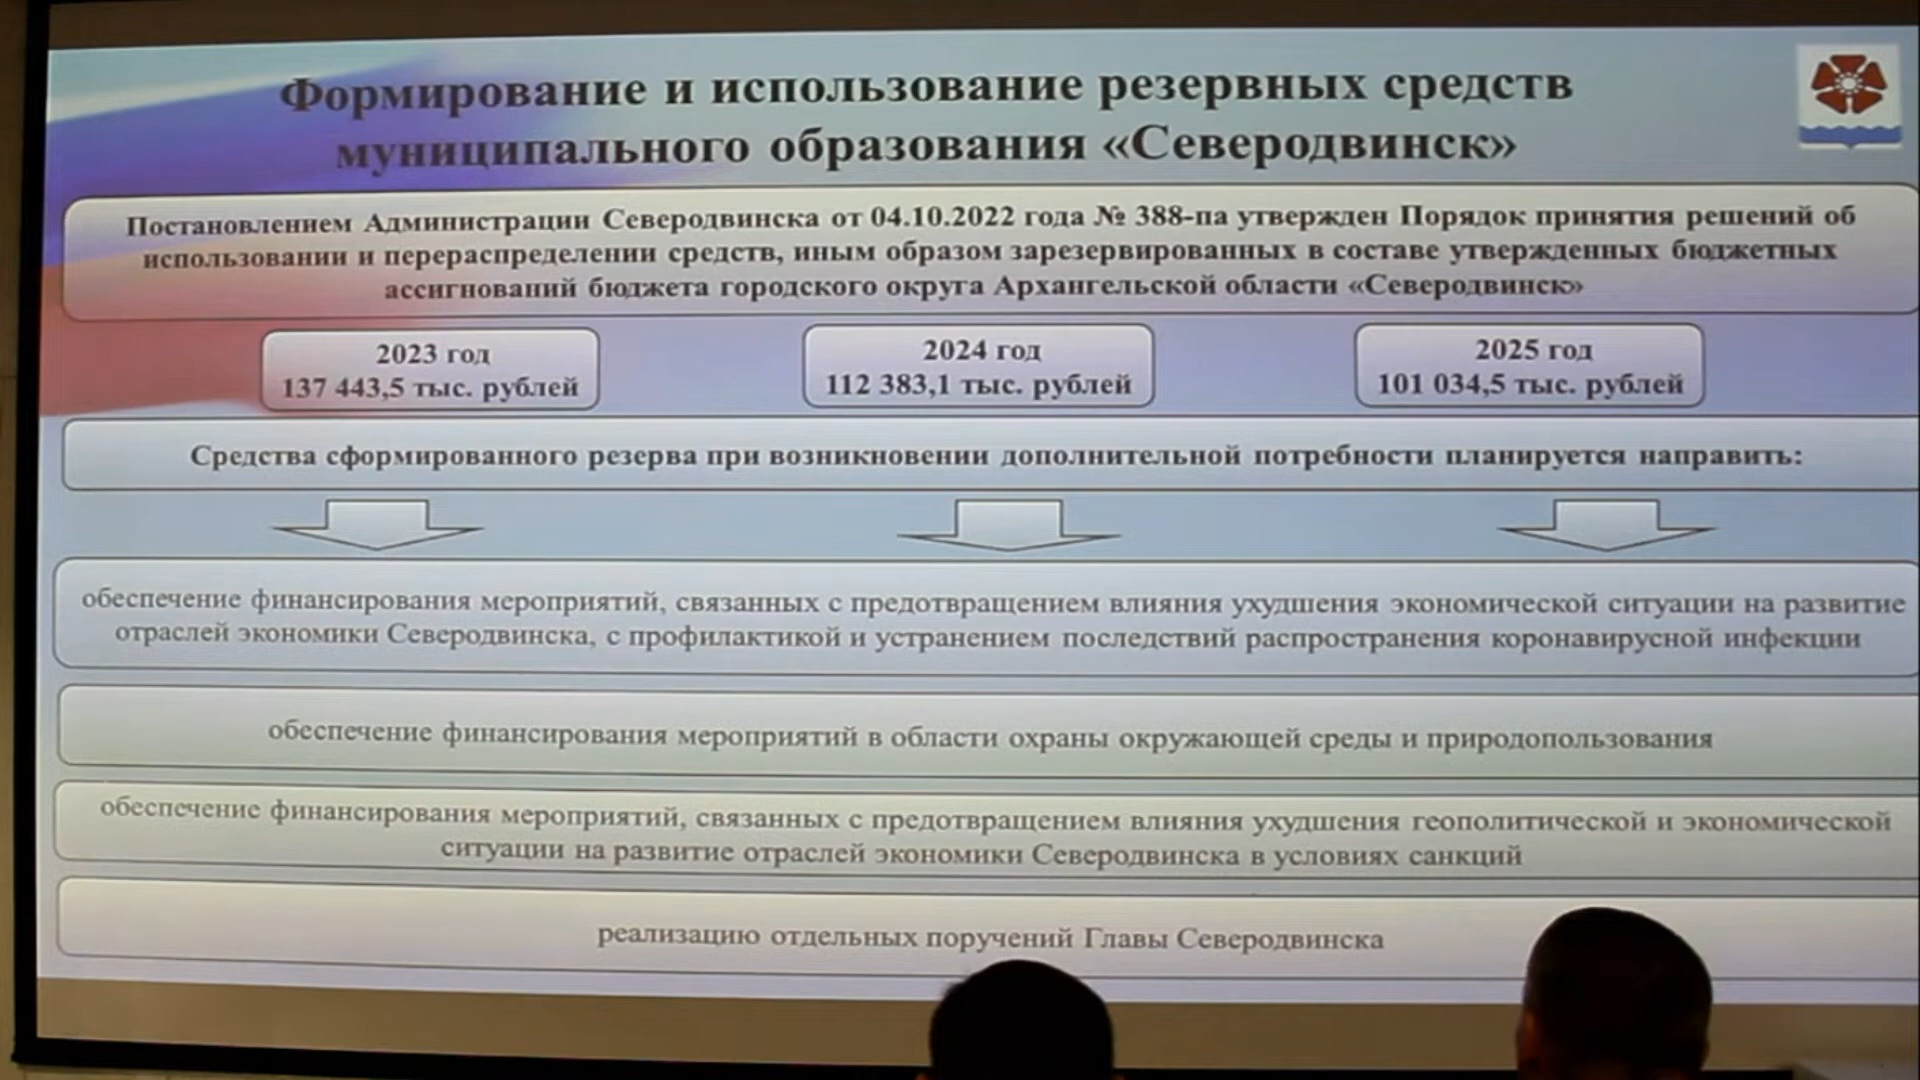 Формирование и использование резервных средств
муниципального образования «Северодвинск»
Постановлением Администрации Северодвинска от 04.10.2022 года № 388-па утвержден Порядок принятия решений об
использовании и перераспределении средств, иным образом зарезервированных в составе утвержденных бюджетных
ассигнований бюджета городского округа Архангельской области «Северодвинск»
2023 год
137 443,5 тыс. рублей
2024 год
112 383,1 тыс. рублей
2025 год
101 034,5 тыс. рублей
Средства сформированного резерва при возникновении дополнительной потребности планируется направить:
обеспечение финансирования мероприятий, связанных с предотвращением влияния ухудшения экономической ситуации на развитие
отраслей экономики Северодвинска, с профилактикой и устранением последствий распространения коронавирусной инфекции
обеспечение финансирования мероприятий в области охраны окружающей среды и природопользования
обеспечение финансирования мероприятий, связанных с предотвращением влияния ухудшения геополитической и экономической
ситуации на развитие отраслей экономики Северодвинска в условиях санкций
реализацию отдельных поручений Главы Северодвинска